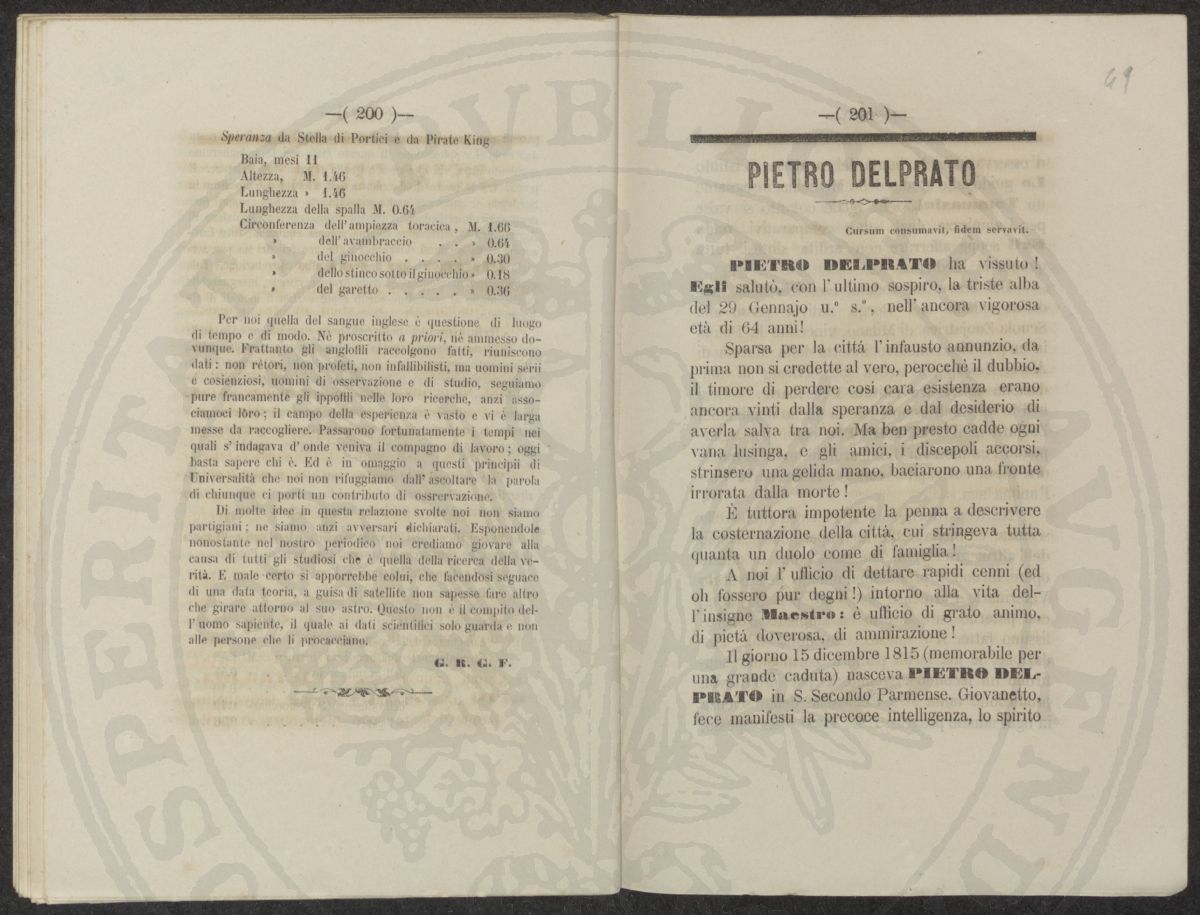 —( 200 )—
Speranza da Stella di Portici e da Pirate King
Baia, mesi 11
Altezza, M. 1.46
Lunghezza » 1.46
Lunghezza della spalla M. 0.64
Circonferenza dell'ampiezza toracica, M. 1.66
» dell'avambraccio . . » 0.64
» del ginocchio . . . . » 0.30
» dello stinco sotto il ginocchio » 0.18
» del garetto . . . . . » 0.36
Per noi quella del sangue inglese è questione di luogo
di tempo e di modo. Nè proscritto a priori, nè ammesso do-
vunque. Frattanto gli anglofili raccolgono fatti, riuniscono
dati: non rétori, non profeti, non infallibilisti, ma uomini serii
e cosienziosi, uomini di osservazione e di studio, seguiamo
pure francamente gli ippofili nelle loro ricerche, anzi asso-
ciamoci lóro; il campo della esperienza è vasto e vi è larga
messe da raccogliere. Passarono fortunatamente i tempi nei
quali s'indagava d'onde veniva il compagno di lavoro; oggi
basta sapere chi è. Ed è in omaggio a questi principii di
Universalità che noi non rifuggiamo dall'ascoltare la parola
di chiunque ci porti un contributo di ossrervazione.
Di molte idee in questa relazione svolte noi non siamo
partigiani; ne siamo anzi avversari dichiarati. Esponendole
nonostante nel nostro periodico noi crediamo giovare alla
causa di tutti gli studiosi che è quella della ricerca della ve-
rità. E male certo si apporrebbe colui, che facendosi seguace
di una data teoria, a guisa di satellite non sapesse fare altro
che girare attorno al suo astro. Questo non è il compito del-
l'uomo sapiente, il quale ai dati scientifici solo guarda e non
alle persone che li procacciano.
G. R. G. F.
—( 201 )—
49
PIETRO DELPRATO
Cursum consumavit, fidem servavit.
PIETRO DELPRATO ha vissuto!
Egli salutò, con l'ultimo sospiro, la triste alba
del 29 Gennajo u.° s.°, nell'ancora vigorosa
età di 64 anni!
Sparsa per la città l'infausto annunzio, da
prima non si credette al vero, perocchè il dubbio,
il timore di perdere così cara esistenza erano
ancora vinti dalla speranza e dal desiderio di
averla salva tra noi. Ma ben presto cadde ogni
vana lusinga, e gli amici, i discepoli accorsi,
strinsero una gelida mano, baciarono una fronte
irrorata dalla morte!
È tuttora impotente la penna a descrivere
la costernazione della città, cui stringeva tutta
quanta un duolo come di famiglia!
A noi l'ufficio di dettare rapidi cenni (ed
oh fossero pur degni!) intorno alla vita del-
l'insigne Maestro: è ufficio di grato animo,
di pietà doverosa, di ammirazione!
Il giorno 15 dicembre 1815 (memorabile per
una grande caduta) nasceva PIETRO DEL-
PRATO in S. Secondo Parmense. Giovanetto,
fece manifesti la precoce intelligenza, lo spirito